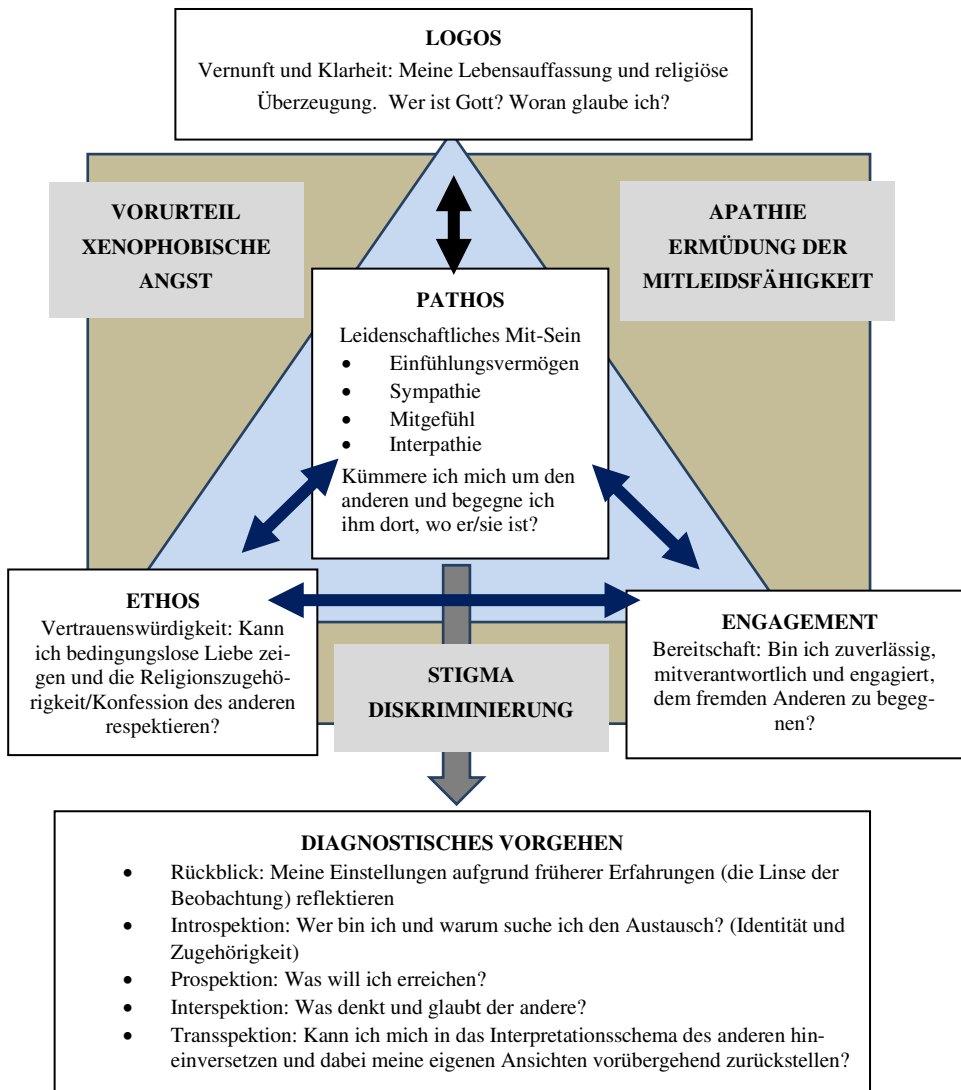 LOGOS
Vernunft und Klarheit: Meine Lebensauffassung und religiöse
Überzeugung. Wer ist Gott? Woran glaube ich?
VORURTEIL
XENOPHOBISCHE
ANGST
APATHIE
ERMÜDUNG DER
MITLEIDSFÄHIGKEIT
PATHOS
Leidenschaftliches Mit-Sein
• Einfühlungsvermögen
• Sympathie
• Mitgefühl
• Interpathie
Kümmere ich mich um den
anderen und begegne ich
ihm dort, wo er/sie ist?
ETHOS
Vertrauenswürdigkeit: Kann
ich bedingungslose Liebe zei-
gen und die Religionszugehö-
rigkeit/Konfession des anderen
respektieren?
STIGMA
DISKRIMINIERUNG
ENGAGEMENT
Bereitschaft: Bin ich zuverlässig,
mitverantwortlich und engagiert,
dem fremden Anderen zu begeg-
nen?
DIAGNOSTISCHES VORGEHEN
• Rückblick: Meine Einstellungen aufgrund früherer Erfahrungen (die Linse der
Beobachtung) reflektieren
• Introspektion: Wer bin ich und warum suche ich den Austausch? (Identität und
Zugehörigkeit)
• Prospektion: Was will ich erreichen?
• Interspektion: Was denkt und glaubt der andere?
• Transspektion: Kann ich mich in das Interpretationsschema des anderen hin-
einversetzen und dabei meine eigenen Ansichten vorübergehend zurückstellen?